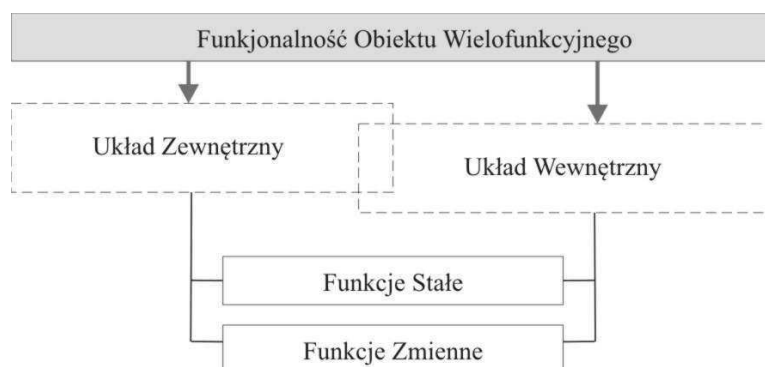 Funkjonalność Obiektu Wielofunkcyjnego
Układ Zewnętrzny
Układ Wewnętrzny
Funkcje Stałe
Funkcje Zmienne